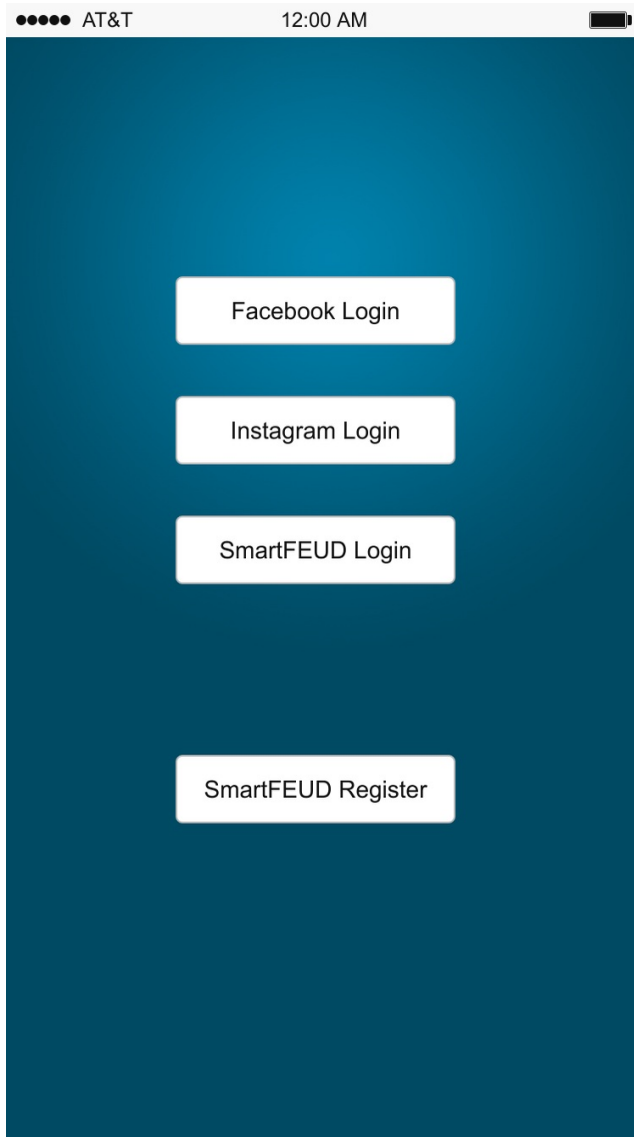 AT&T 12:00 AM
Facebook Login
Instagram Login
SmartFEUD Login
SmartFEUD Register